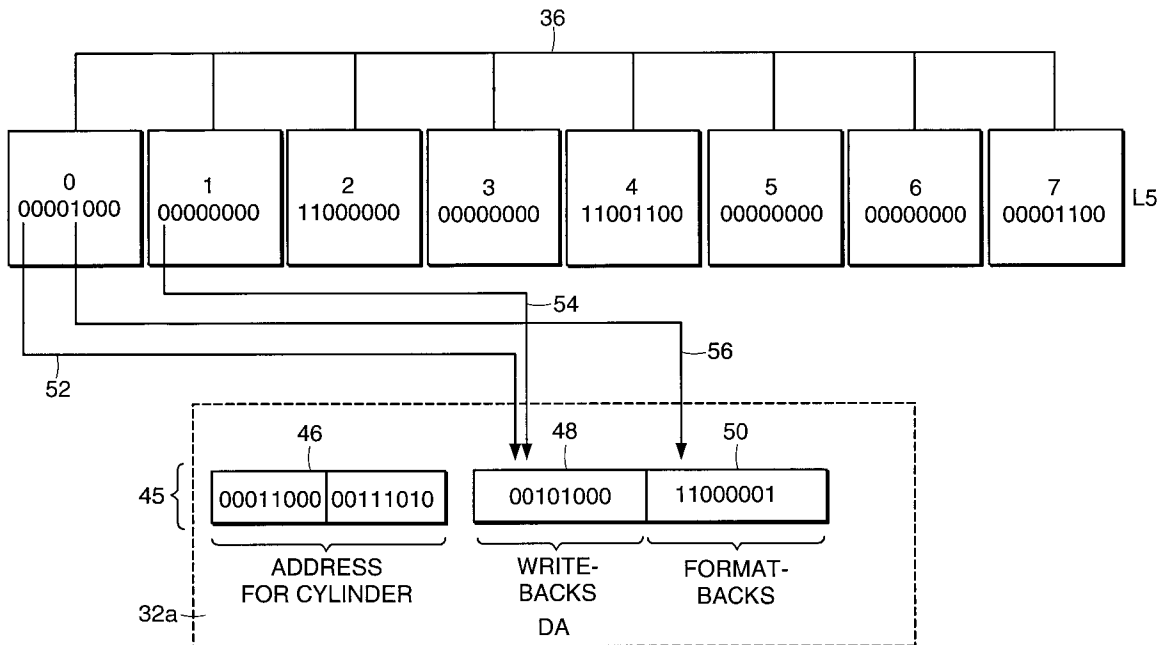 36
0 1 2 3 4 5 6 7
00001000 00000000 11000000 00000000 11001100 00000000 00000000 00001100 L5
54
52 56
46 48 50
45 00011000 00111010 00101000 11000001
ADDRESS WRITE- FORMAT-
FOR CYLINDER BACKS BACKS
32a DA